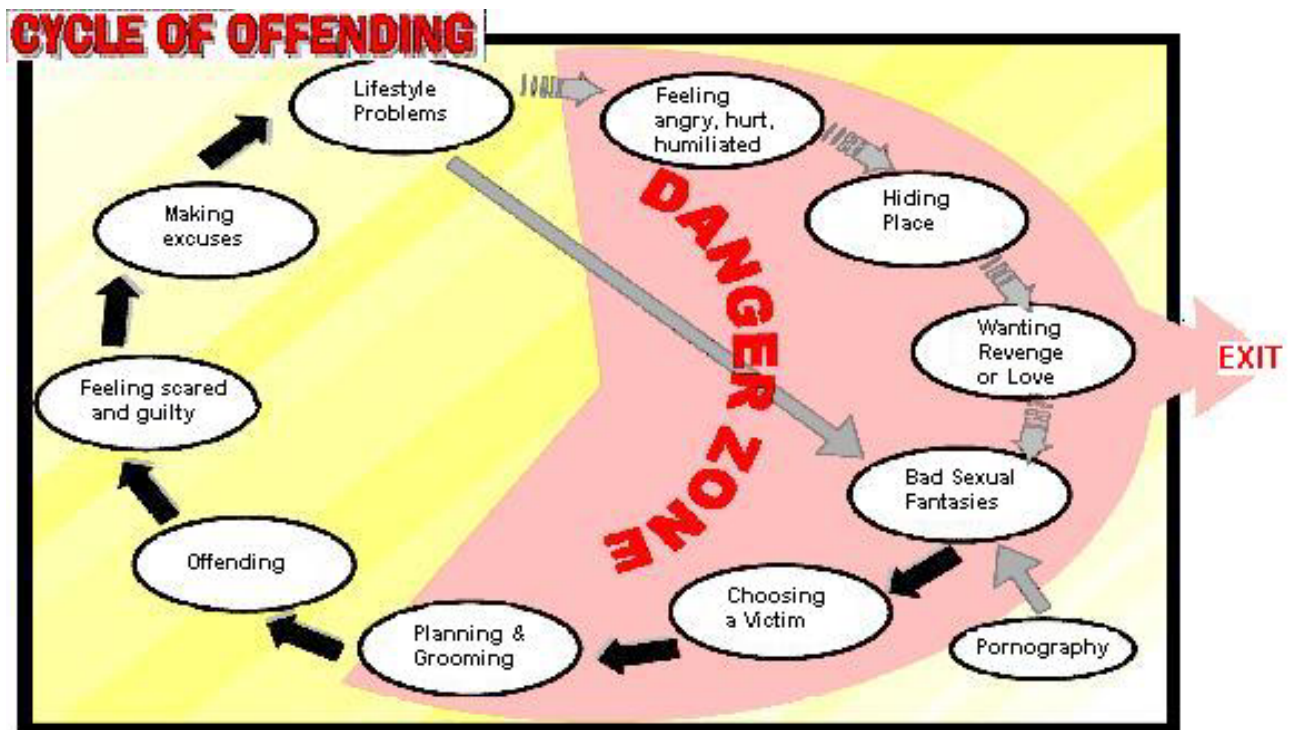 CYCLE OF OFFENDING
Lifestyle
Problems
Feeling
angry, hurt,
humiliated
Hiding
Place
Wanting
Revenge
or Love
EXIT
Bad Sexual
Fantasies
Pornography
Choosing
a Victim
Planning &
Grooming
Offending
Feeling scared
and guilty
Making
excuses
DANGER ZONE